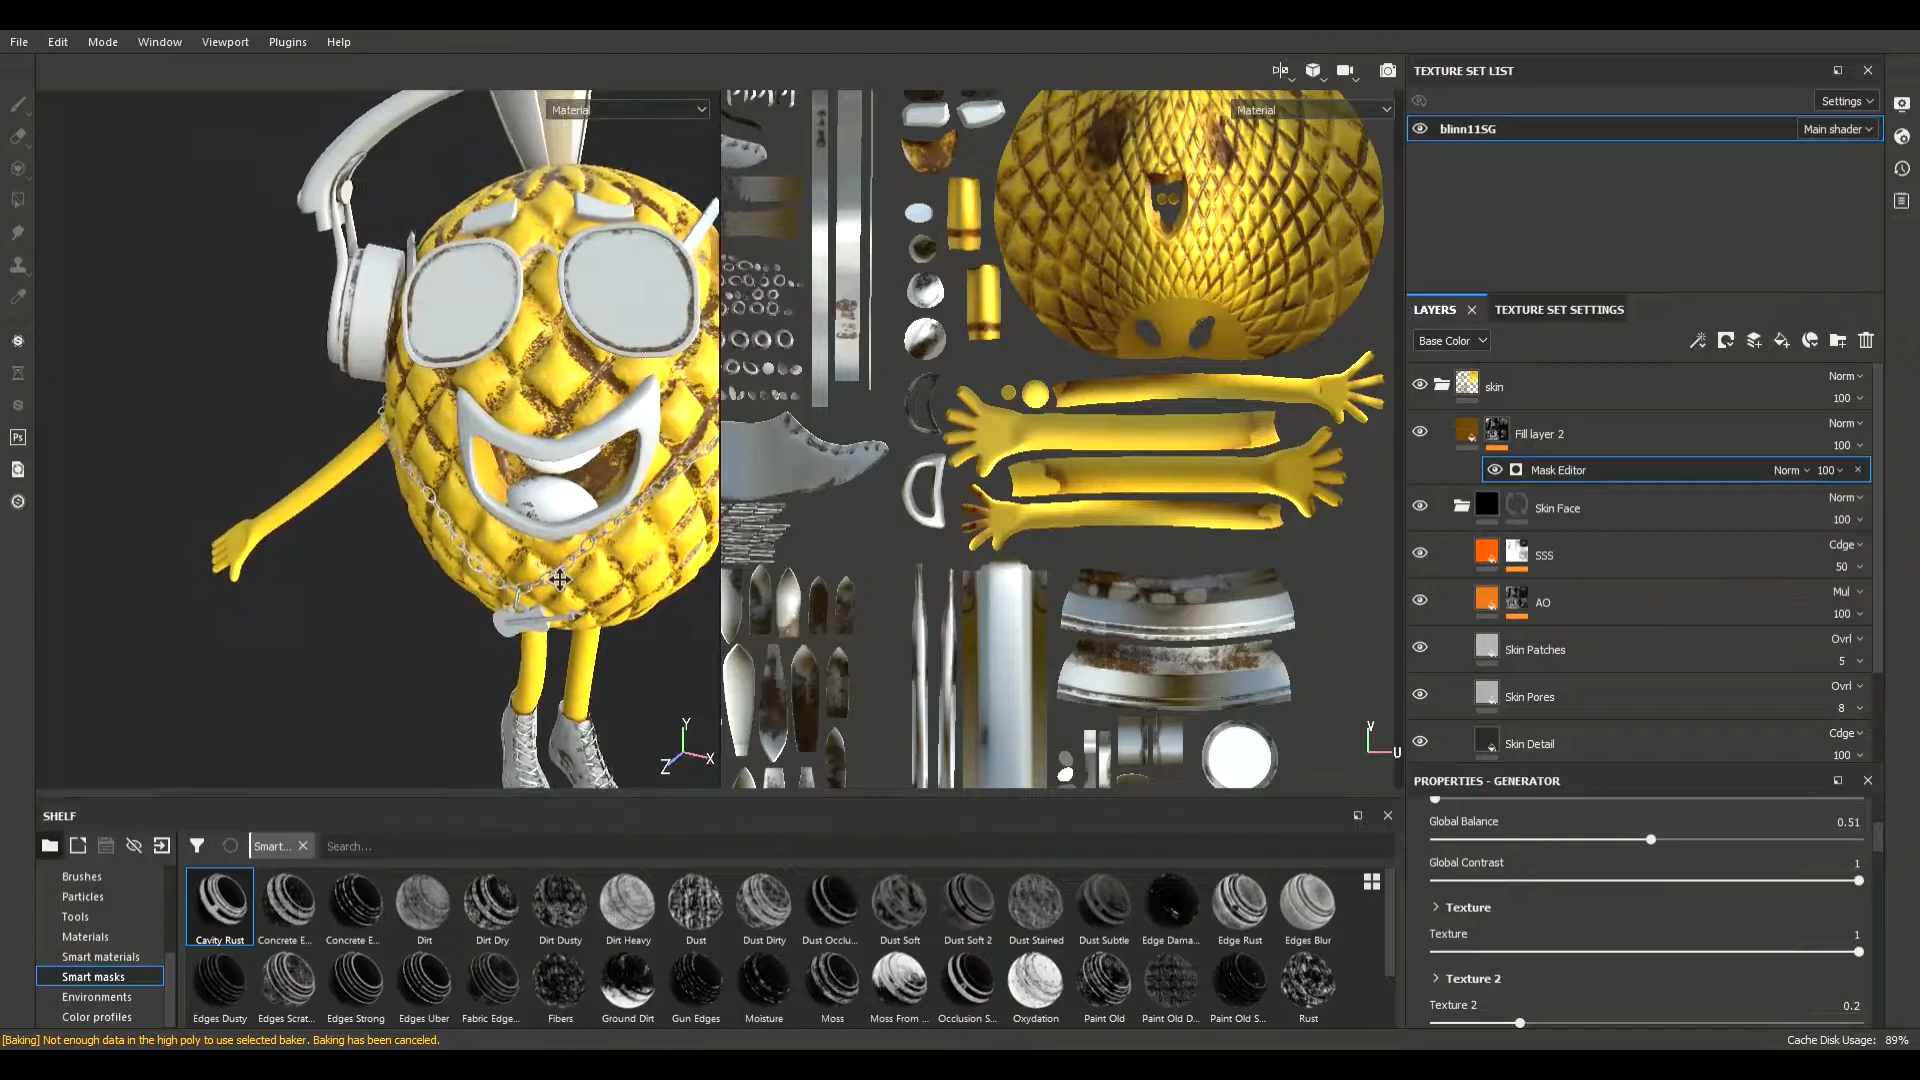 File Edit Mode Window Viewport Plugins Help
Material
Material
Y
X
Z
V
U
TEXTURE SET LIST
Settings
blinn11SG Main shader
LAYERS TEXTURE SET SETTINGS
Base Color
skin Norm 100
Fill layer 2 Norm 100
Mask Editor Norm 100
Skin Face Norm 100
SSS Cdge 50
AO Mul 100
Skin Patches Ovrl 5
Skin Pores Ovrl 8
Skin Detail Cdge 100
PROPERTIES - GENERATOR
Global Balance 0.51
Global Contrast 1
Texture
Texture 1
Texture 2
Texture 2 0.2
Ps
SHELF
Smart... Search...
Brushes
Particles
Tools
Materials
Smart materials
Smart masks
Environments
Color profiles
Cavity Rust Concrete E... Concrete E... Dirt Dirt Dry Dirt Dusty Dirt Heavy Dust Dust Dirty Dust Occlu... Dust Soft Dust Soft 2 Dust Stained Dust Subtle Edge Dama... Edge Rust Edges Blur
Edges Dusty Edges Scrat... Edges Strong Edges Uber Fabric Edge... Fibers Ground Dirt Gun Edges Moisture Moss Moss From ... Occlusion S... Oxydation Paint Old Paint Old D... Paint Old S... Rust
[Baking] Not enough data in the high poly to use selected baker. Baking has been canceled.
Cache Disk Usage: 89%